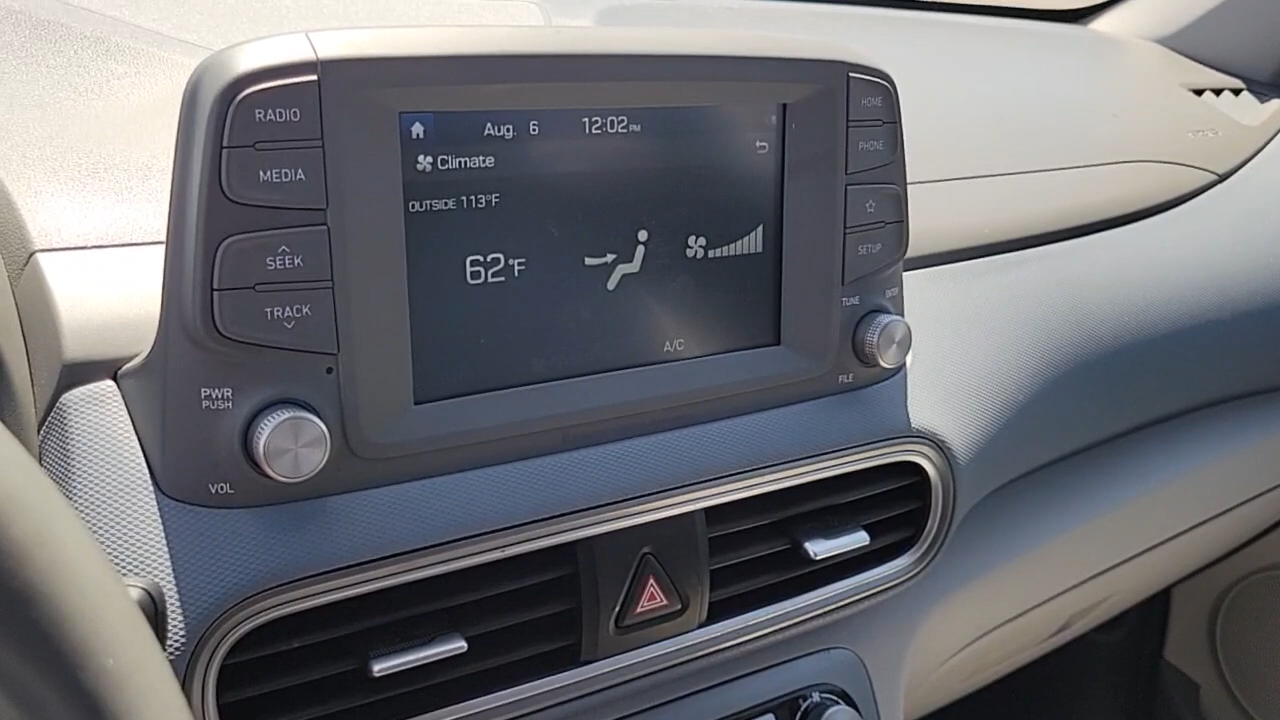 RADIO
MEDIA
SEEK
TRACK
PWR
PUSH
VOL
Aug. 6 12:02PM
Climate
OUTSIDE 113°F
62°F
A/C
HOME
PHONE
SETUP
TUNE
ENTER
FILE